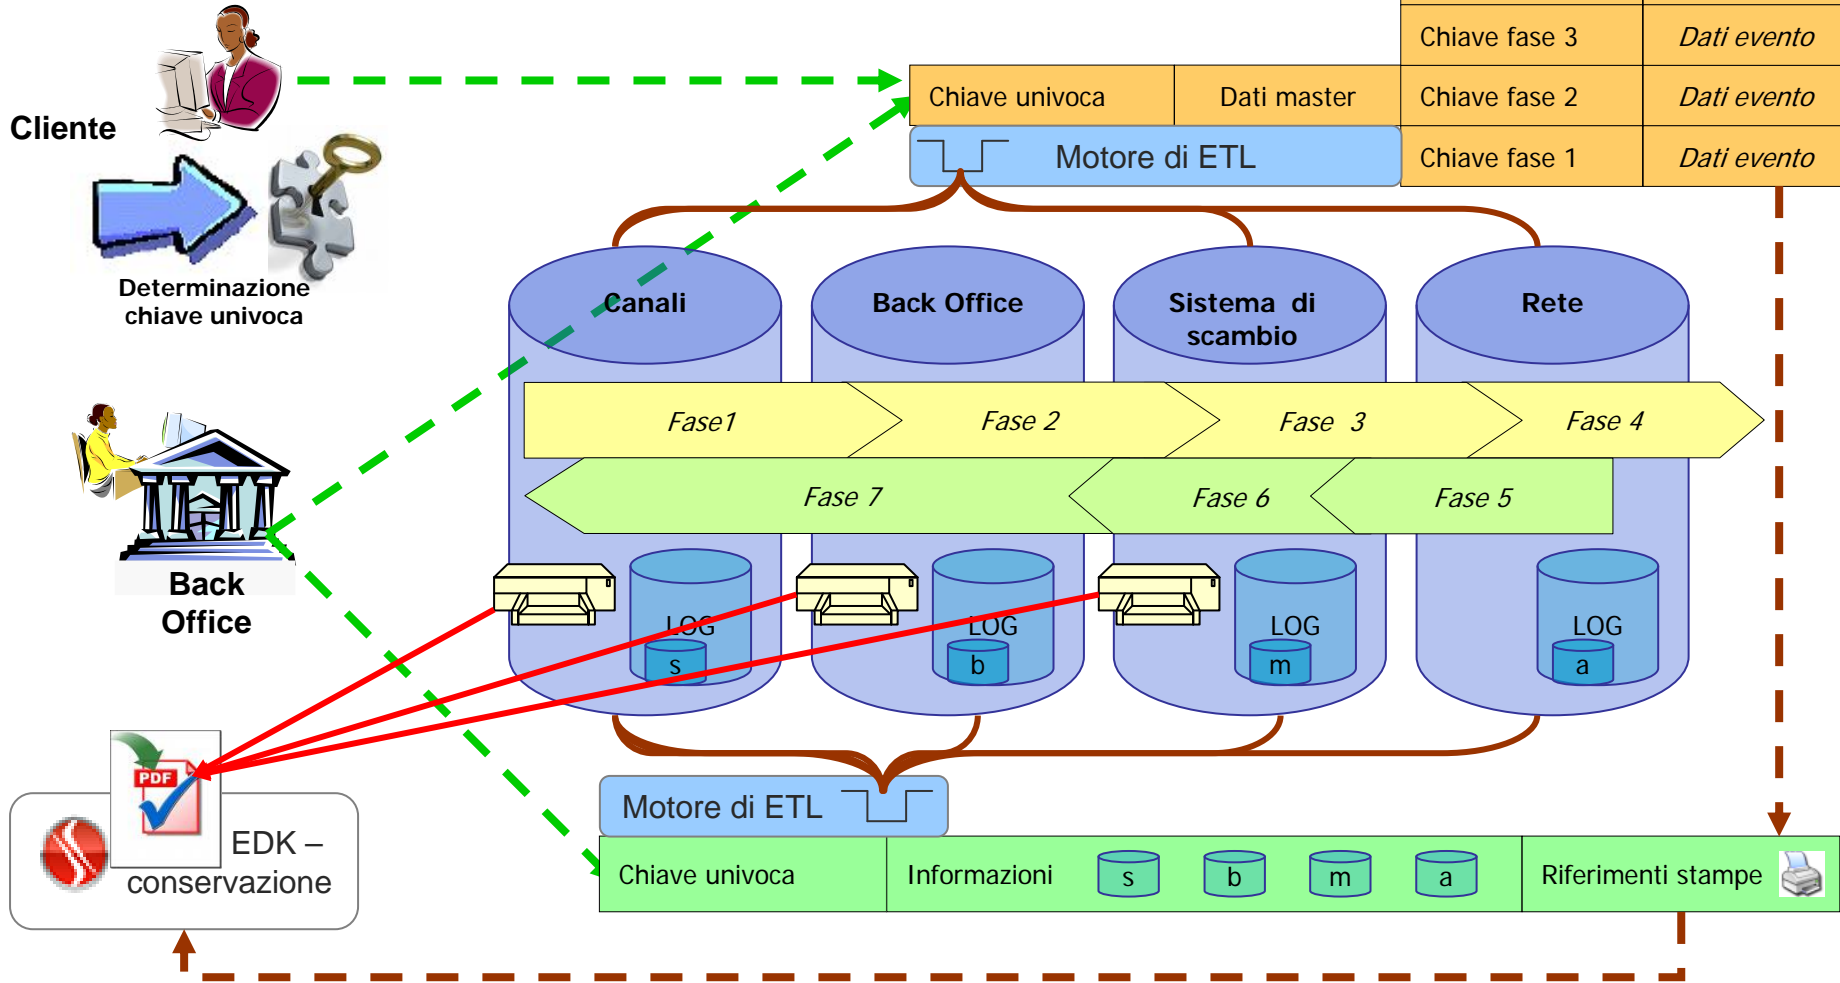 Chiave fase 3 Dati evento
Chiave univoca Dati master Chiave fase 2 Dati evento
Motore di ETL Chiave fase 1 Dati evento
Cliente
Determinazione
chiave univoca
Canali
Back Office
Sistema di
scambio
Rete
Fase1 Fase 2 Fase 3 Fase 4
Fase 7 Fase 6 Fase 5
Back
Office
LOG
s
LOG
b
LOG
m
LOG
a
PDF
EDK –
conservazione
Motore di ETL
Chiave univoca Informazioni s b m a Riferimenti stampe